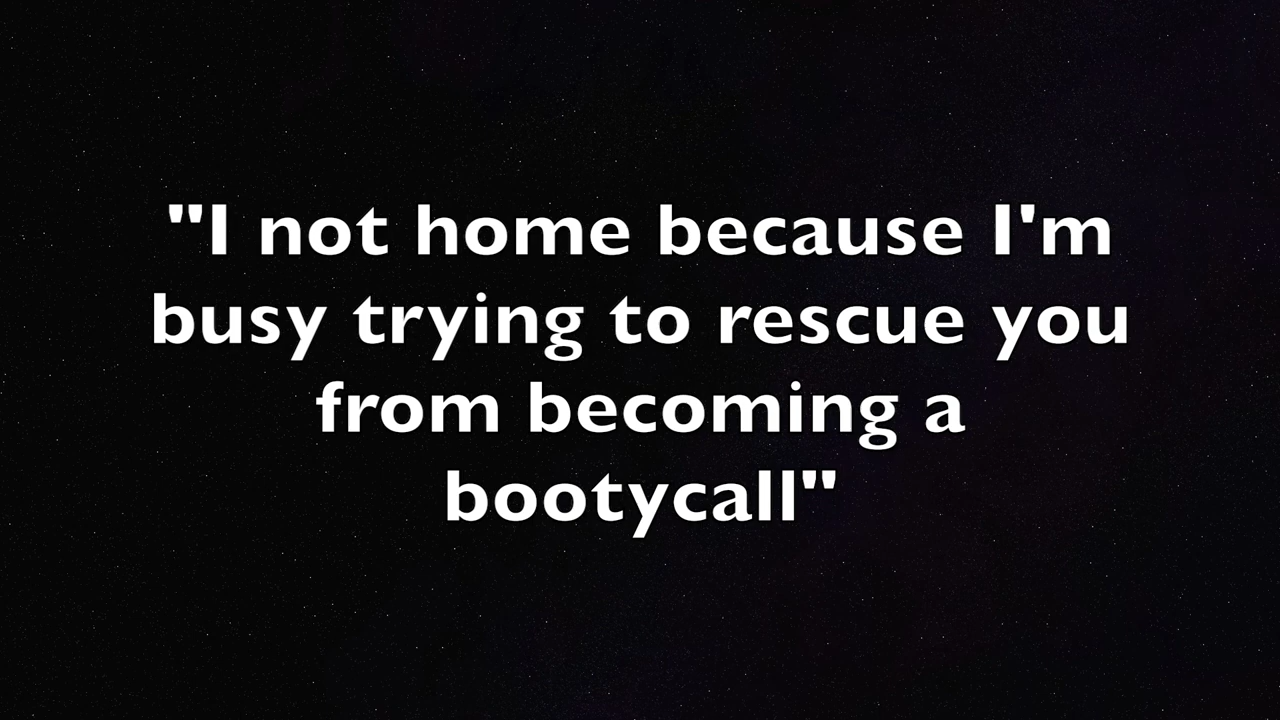 "I not home because I'm
busy trying to rescue you
from becoming a
bootycall"